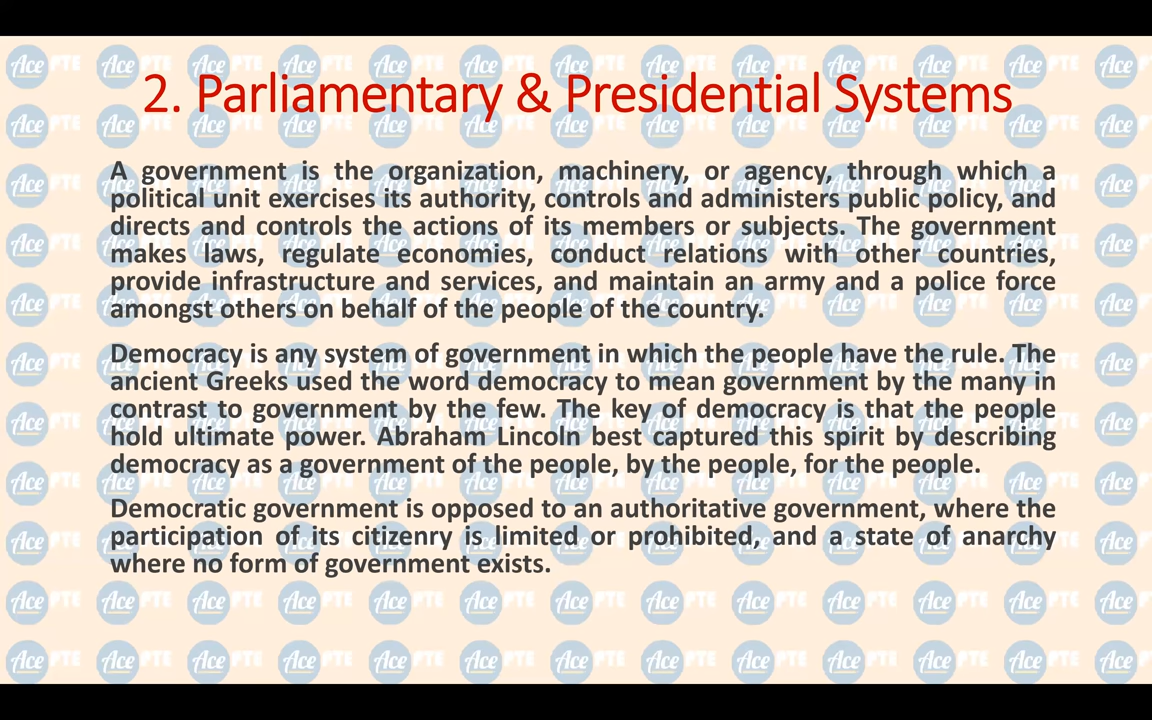 2. Parliamentary & Presidential Systems
A government is the organization, machinery, or agency, through which a
political unit exercises its authority, controls and administers public policy, and
directs and controls the actions of its members or subjects. The government
makes laws, regulate economies, conduct relations with other countries,
provide infrastructure and services, and maintain an army and a police force
amongst others on behalf of the people of the country.
Democracy is any system of government in which the people have the rule. The
ancient Greeks used the word democracy to mean government by the many in
contrast to government by the few. The key of democracy is that the people
hold ultimate power. Abraham Lincoln best captured this spirit by describing
democracy as a government of the people, by the people, for the people.
Democratic government is opposed to an authoritative government, where the
participation of its citizenry is limited or prohibited, and a state of anarchy
where no form of government exists.